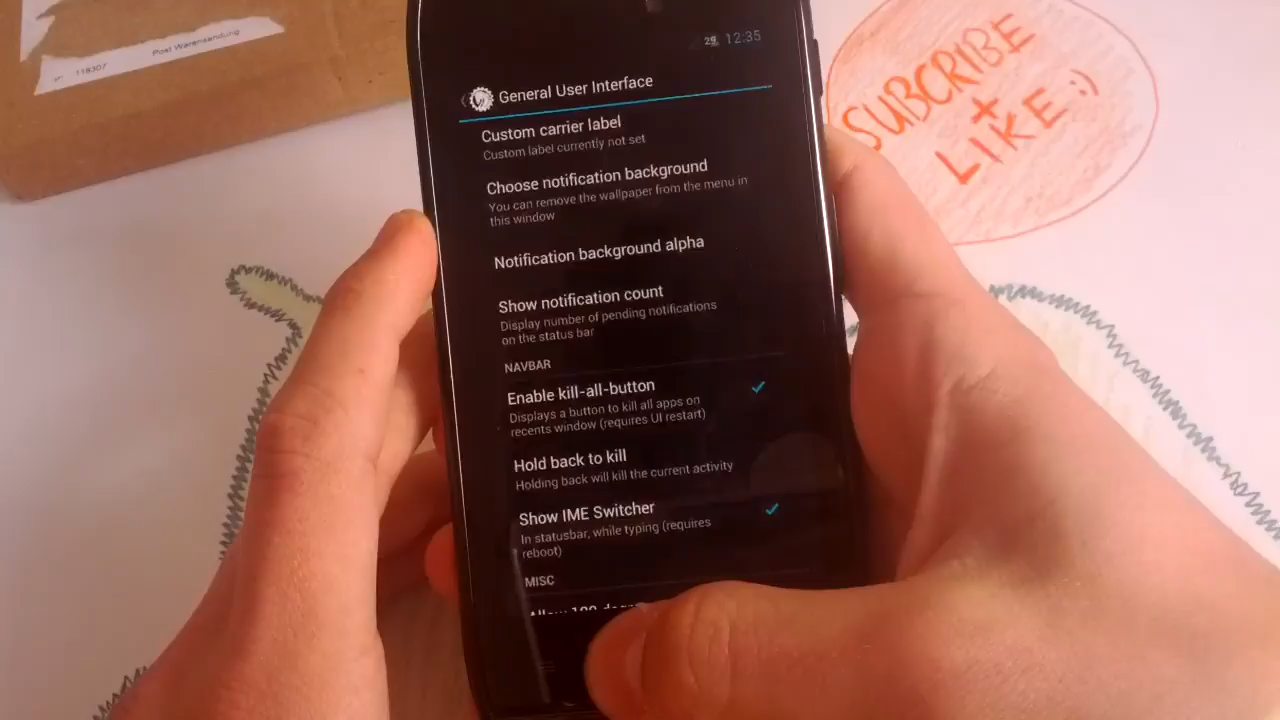 Post Warensendung
118307
12:35
General User Interface
Custom carrier label
Custom label currently not set
Choose notification background
You can remove the wallpaper from the menu in
this window
Notification background alpha
Show notification count
Display number of pending notifications
on the status bar
NAVBAR
Enable kill-all-button
Displays a button to kill all apps on
recents window (requires UI restart)
Hold back to kill
Holding back will kill the current activity
Show IME Switcher
In statusbar, while typing (requires
reboot)
MISC
SUBCRIBE
+
LIKE :)